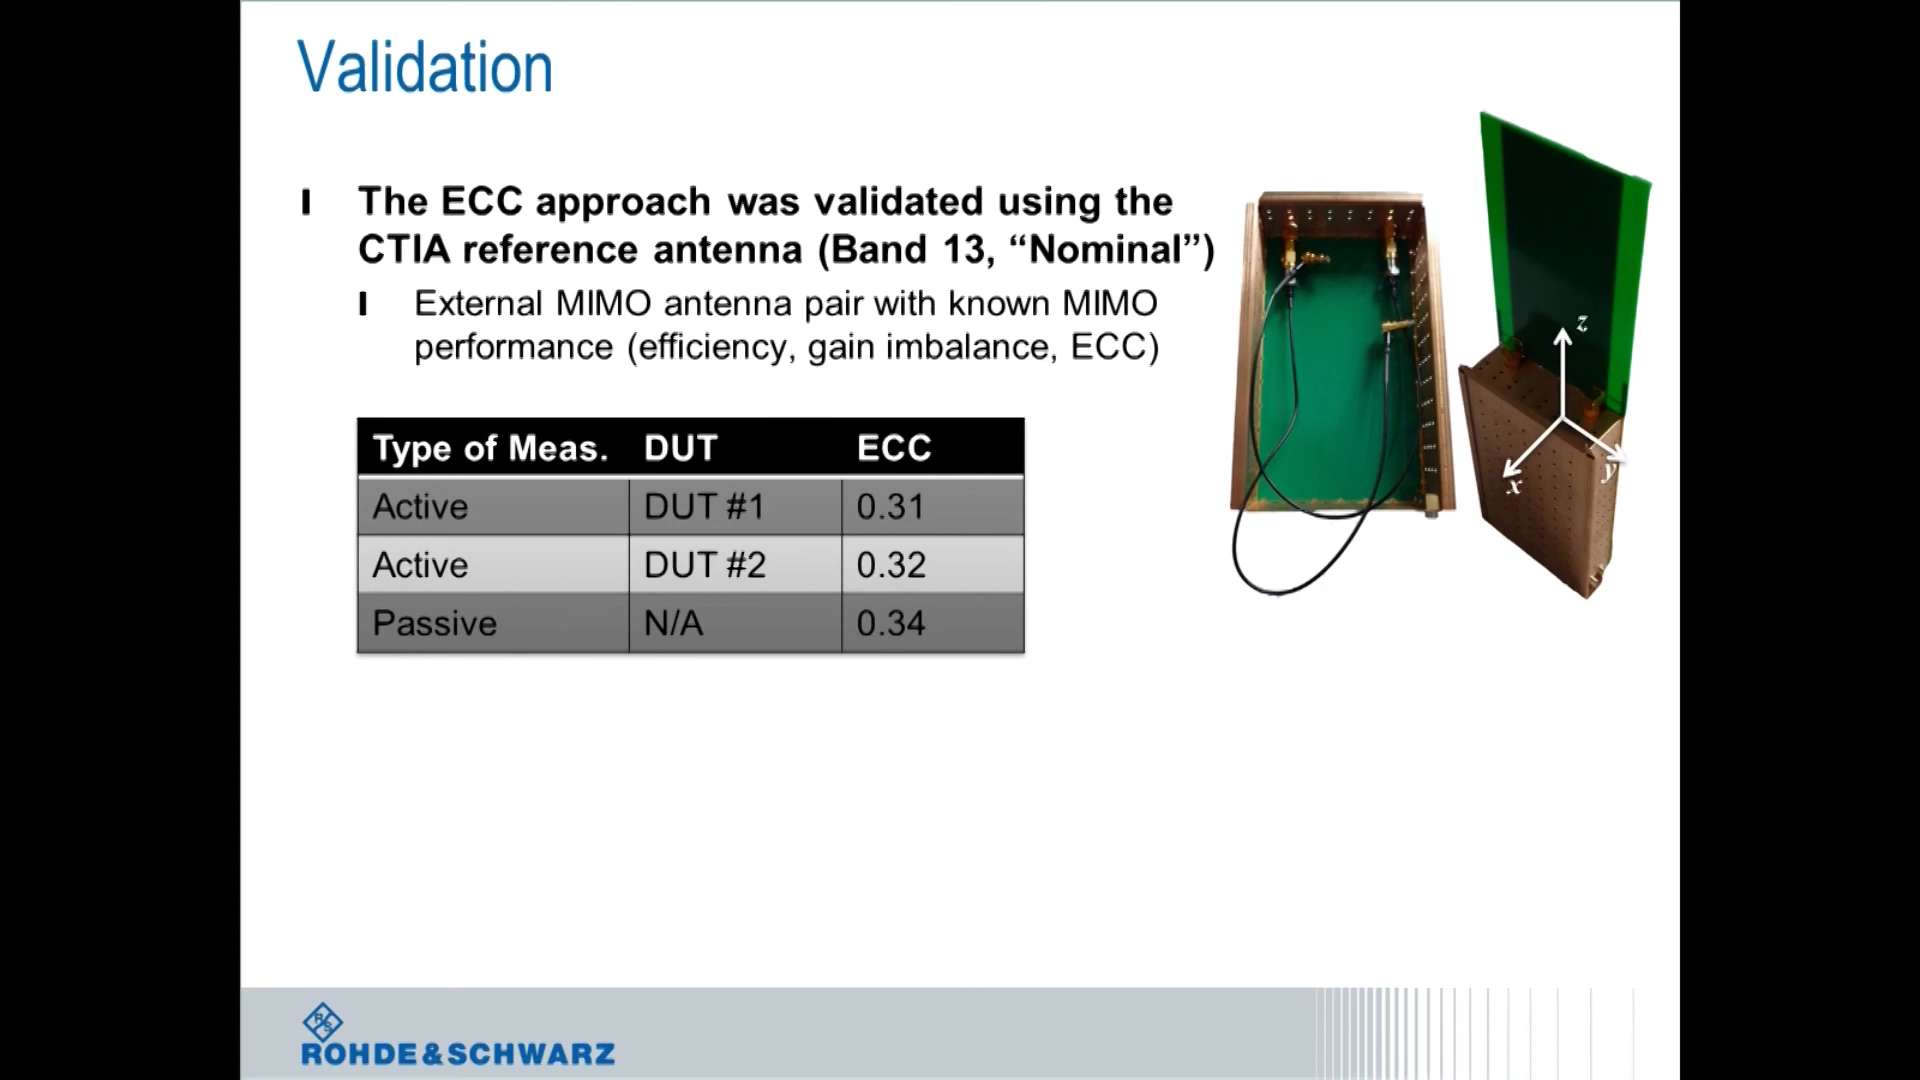 Validation
The ECC approach was validated using the
CTIA reference antenna (Band 13, “Nominal”)
External MIMO antenna pair with known MIMO
performance (efficiency, gain imbalance, ECC)
Type of Meas. DUT ECC
Active DUT #1 0.31
Active DUT #2 0.32
Passive N/A 0.34
z
x
y
RS
ROHDE&SCHWARZ